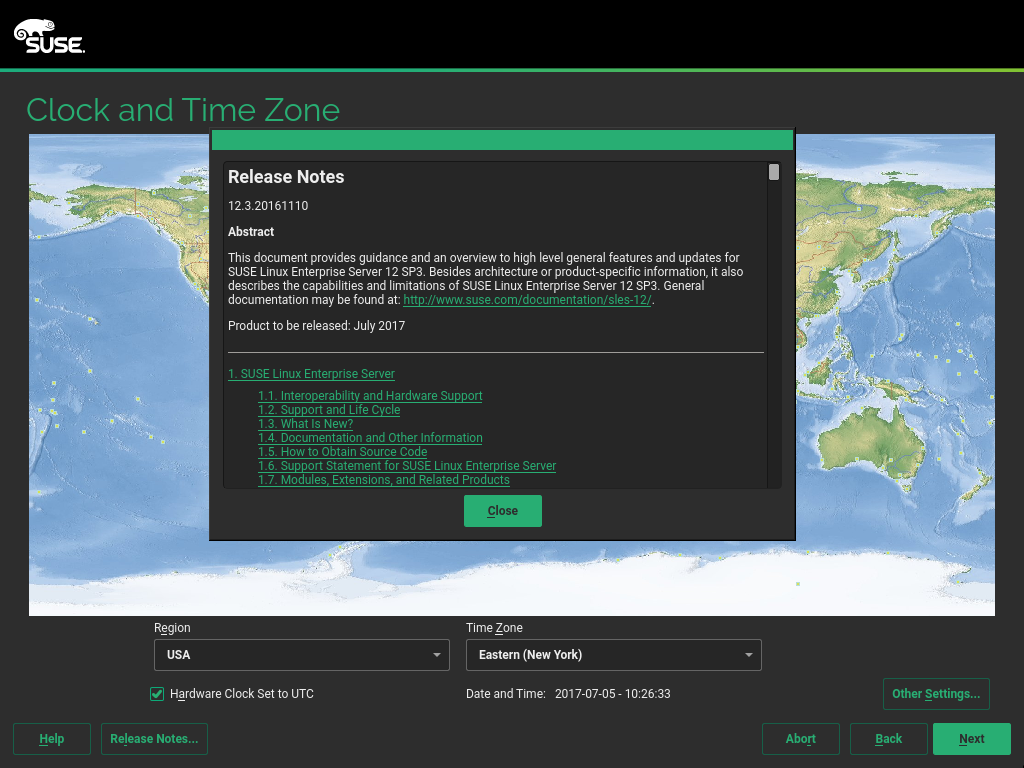 SUSE
Clock and Time Zone
Release Notes
12.3.20161110
Abstract
This document provides guidance and an overview to high level general features and updates for
SUSE Linux Enterprise Server 12 SP3. Besides architecture or product-specific information, it also
describes the capabilities and limitations of SUSE Linux Enterprise Server 12 SP3. General
documentation may be found at: http://www.suse.com/documentation/sles-12/.
Product to be released: July 2017
1. SUSE Linux Enterprise Server
1.1. Interoperability and Hardware Support
1.2. Support and Life Cycle
1.3. What Is New?
1.4. Documentation and Other Information
1.5. How to Obtain Source Code
1.6. Support Statement for SUSE Linux Enterprise Server
1.7. Modules, Extensions, and Related Products
Close
Region
Time Zone
USA
Eastern (New York)
Hardware Clock Set to UTC
Date and Time: 2017-07-05 - 10:26:33
Other Settings...
Help
Release Notes...
Abort
Back
Next